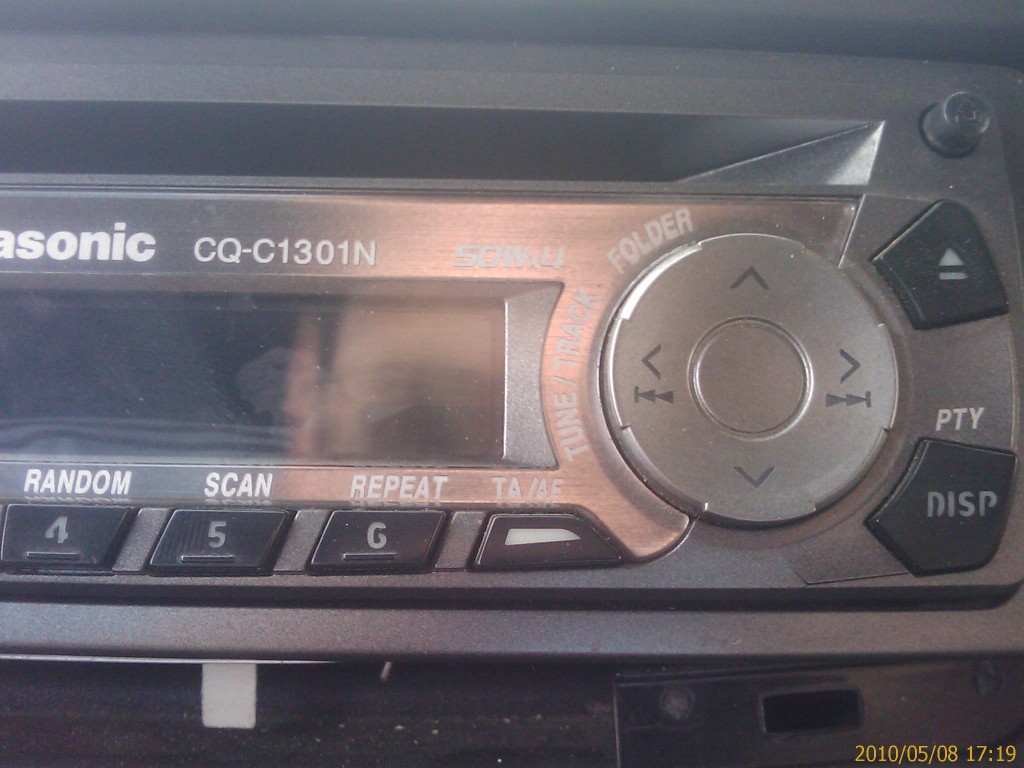 asonic CQ-C1301N 50Wx4
FOLDER
TUNE / TRACK
PTY
DISP
RANDOM SCAN REPEAT TA/AF
4 5 6
2010/05/08 17:19